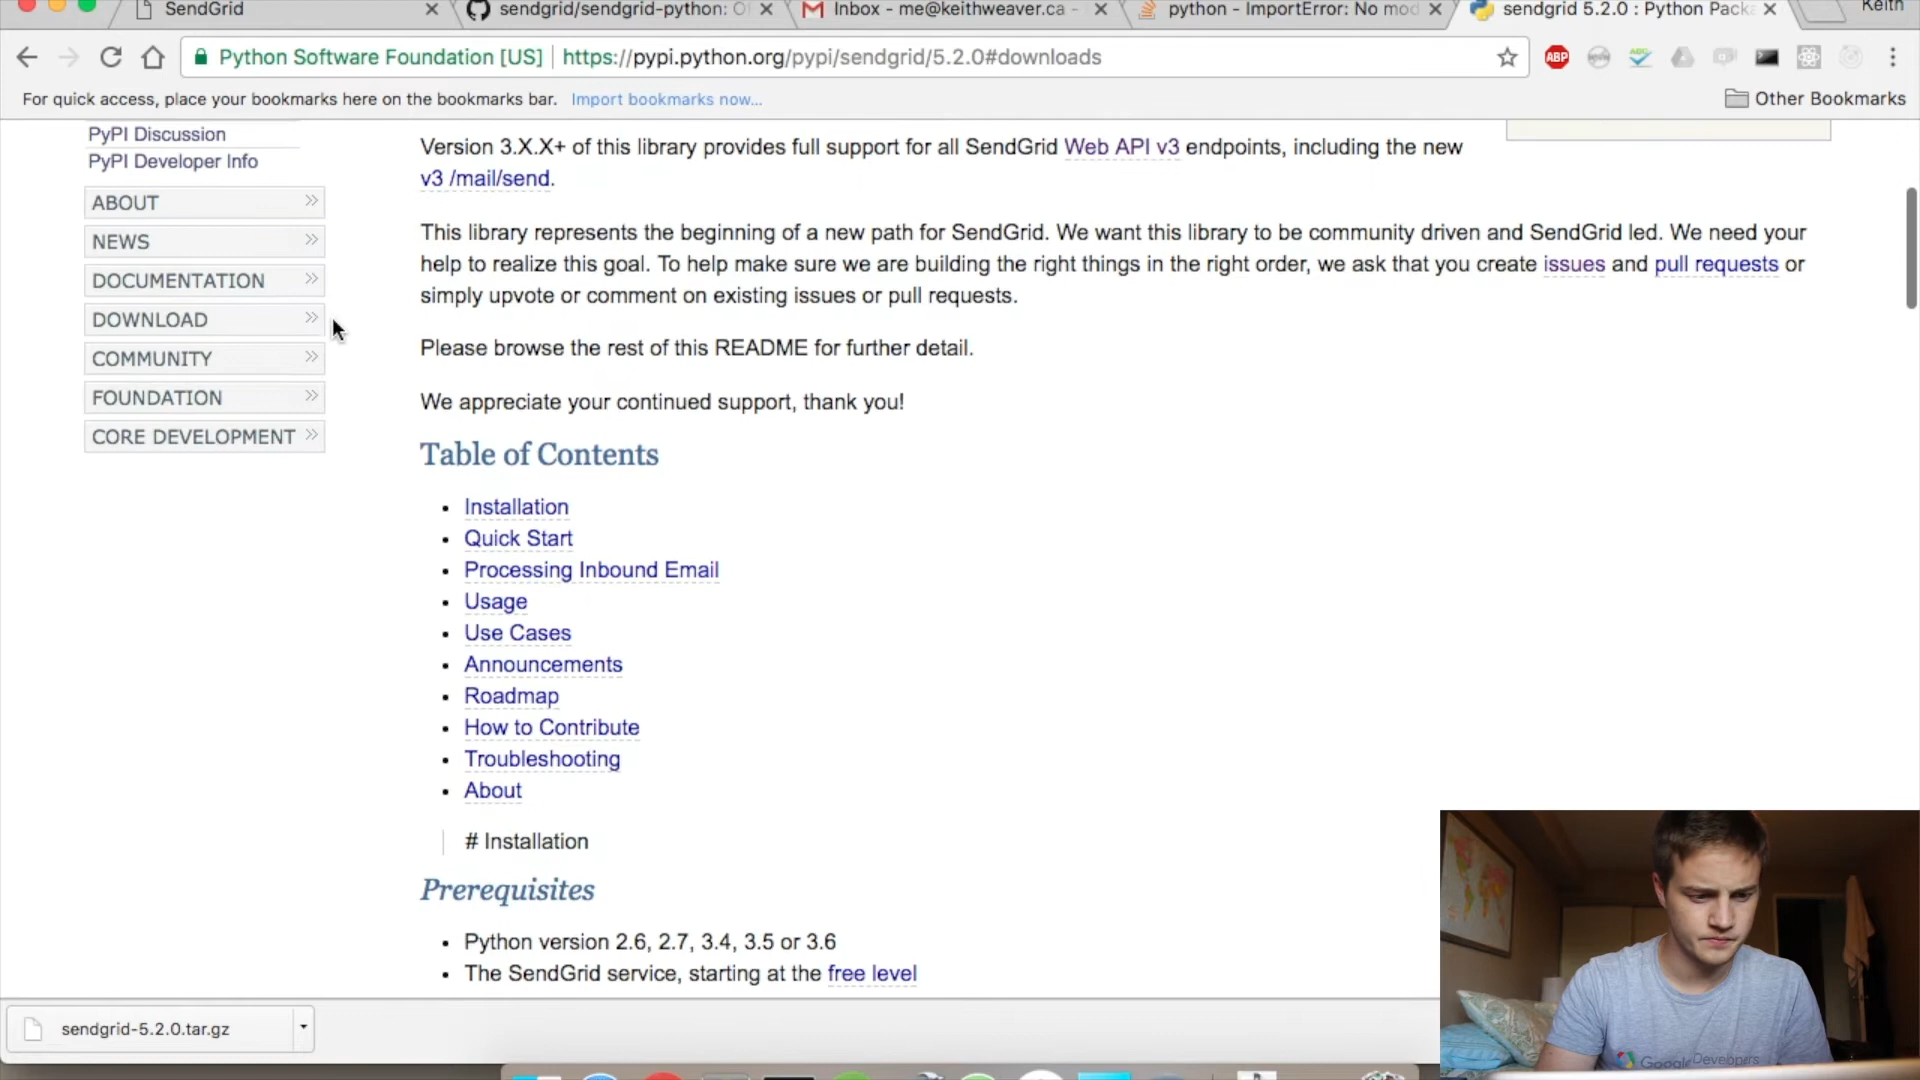 SendGrid
sendgrid/sendgrid-python:
Inbox - me@keithweaver.ca -
python - ImportError: No mod
sendgrid 5.2.0 : Python Pack
Keith
Python Software Foundation [US]
https://pypi.python.org/pypi/sendgrid/5.2.0#downloads
ABP
For quick access, place your bookmarks here on the bookmarks bar. Import bookmarks now...
Other Bookmarks
PyPI Discussion
PyPI Developer Info
ABOUT
NEWS
DOCUMENTATION
DOWNLOAD
COMMUNITY
FOUNDATION
CORE DEVELOPMENT
Version 3.X.X+ of this library provides full support for all SendGrid Web API v3 endpoints, including the new
v3 /mail/send.
This library represents the beginning of a new path for SendGrid. We want this library to be community driven and SendGrid led. We need your
help to realize this goal. To help make sure we are building the right things in the right order, we ask that you create issues and pull requests or
simply upvote or comment on existing issues or pull requests.
Please browse the rest of this README for further detail.
We appreciate your continued support, thank you!
Table of Contents
• Installation
• Quick Start
• Processing Inbound Email
• Usage
• Use Cases
• Announcements
• Roadmap
• How to Contribute
• Troubleshooting
• About
# Installation
Prerequisites
• Python version 2.6, 2.7, 3.4, 3.5 or 3.6
• The SendGrid service, starting at the free level
sendgrid-5.2.0.tar.gz
Google Developers